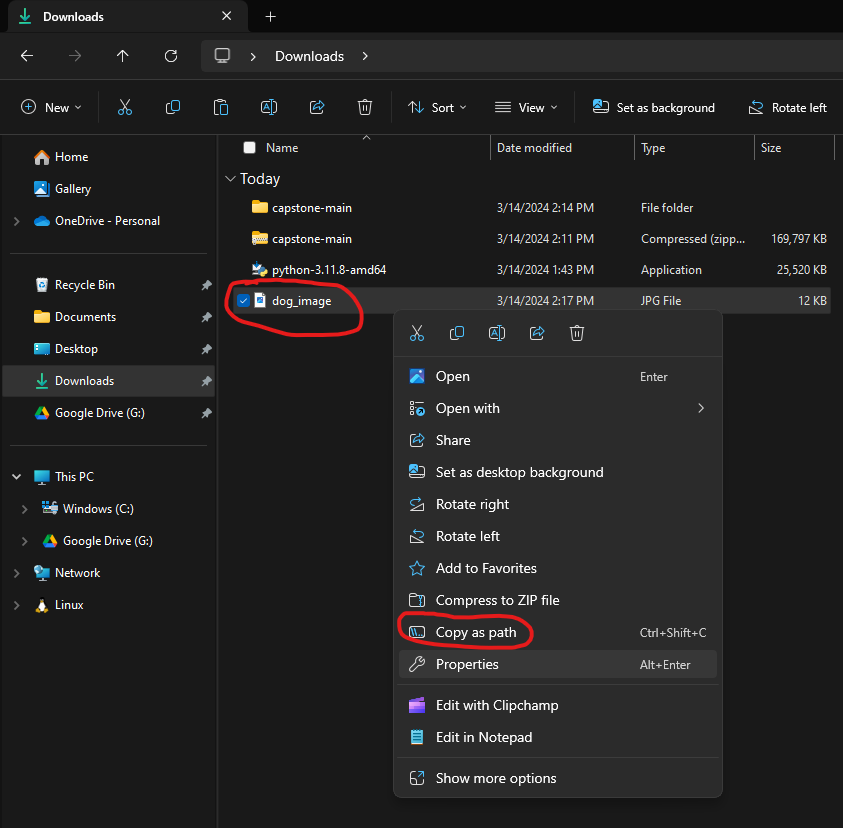 Downloads
Downloads
New
Sort
View
Set as background
Rotate left
Name Date modified Type Size
Home
Gallery
OneDrive - Personal
Recycle Bin
Documents
Desktop
Downloads
Google Drive (G:)
This PC
Windows (C:)
Google Drive (G:)
Network
Linux
Today
capstone-main 3/14/2024 2:14 PM File folder
capstone-main 3/14/2024 2:11 PM Compressed (zipp... 169,797 KB
python-3.11.8-amd64 3/14/2024 1:43 PM Application 25,520 KB
dog_image 3/14/2024 2:17 PM JPG File 12 KB
Open Enter
Open with
Share
Set as desktop background
Rotate right
Rotate left
Add to Favorites
Compress to ZIP file
Copy as path Ctrl+Shift+C
Properties Alt+Enter
Edit with Clipchamp
Edit in Notepad
Show more options